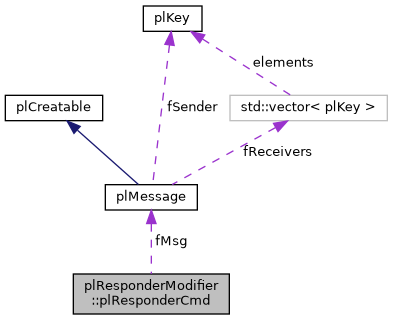 plKey
elements
plCreatable
fSender
std::vector< plKey >
fReceivers
plMessage
fMsg
plResponderModifier
::plResponderCmd